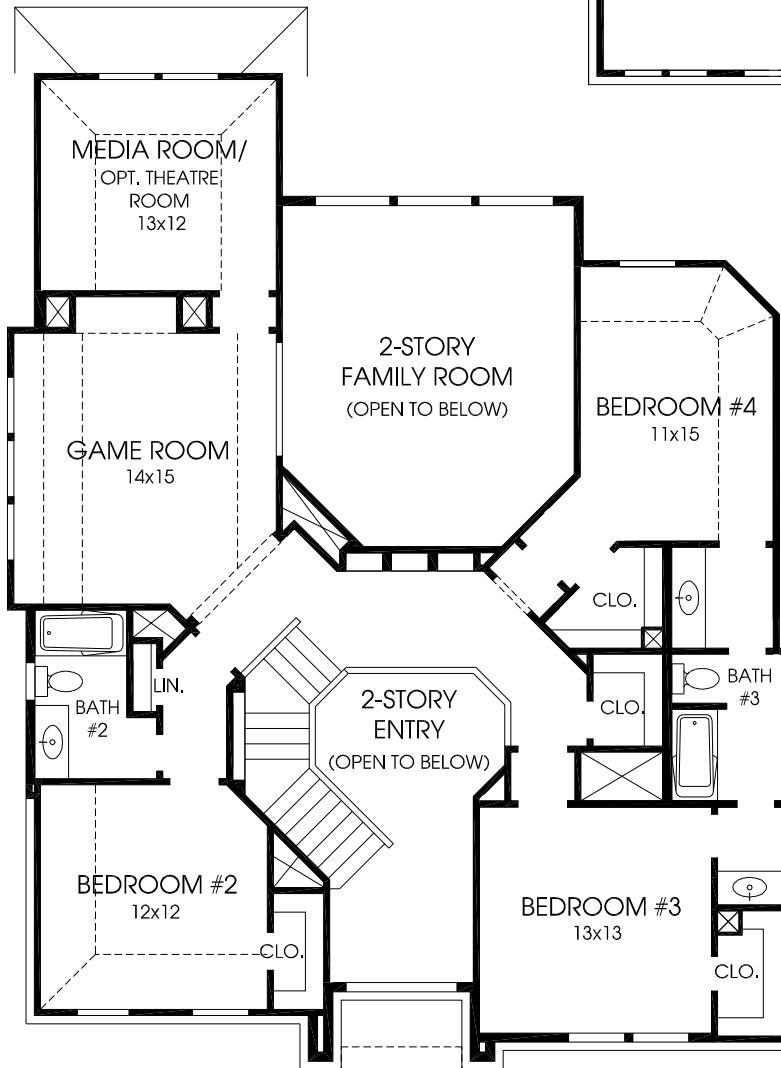 MEDIA ROOM/
OPT. THEATRE
ROOM
13x12
2-STORY
FAMILY ROOM
(OPEN TO BELOW)
BEDROOM #4
11x15
GAME ROOM
14x15
CLO.
LIN.
BATH
#2
2-STORY
ENTRY
(OPEN TO BELOW)
CLO.
BATH
#3
BEDROOM #2
12x12
BEDROOM #3
13x13
CLO.
CLO.